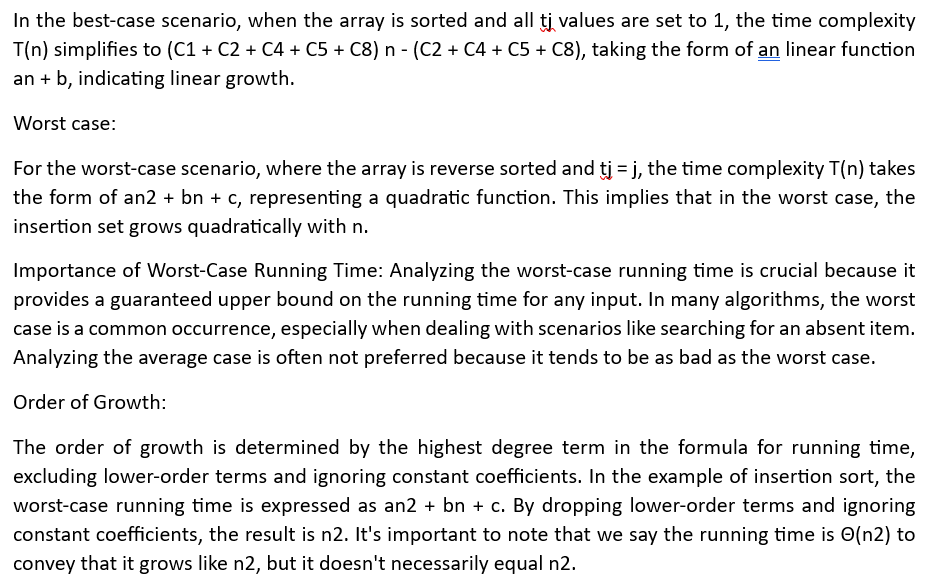 In the best-case scenario, when the array is sorted and all tj values are set to 1, the time complexity
T(n) simplifies to (C1 + C2 + C4 + C5 + C8) n - (C2 + C4 + C5 + C8), taking the form of an linear function
an + b, indicating linear growth.
Worst case:
For the worst-case scenario, where the array is reverse sorted and tj = j, the time complexity T(n) takes
the form of an2 + bn + c, representing a quadratic function. This implies that in the worst case, the
insertion set grows quadratically with n.
Importance of Worst-Case Running Time: Analyzing the worst-case running time is crucial because it
provides a guaranteed upper bound on the running time for any input. In many algorithms, the worst
case is a common occurrence, especially when dealing with scenarios like searching for an absent item.
Analyzing the average case is often not preferred because it tends to be as bad as the worst case.
Order of Growth:
The order of growth is determined by the highest degree term in the formula for running time,
excluding lower-order terms and ignoring constant coefficients. In the example of insertion sort, the
worst-case running time is expressed as an2 + bn + c. By dropping lower-order terms and ignoring
constant coefficients, the result is n2. It's important to note that we say the running time is Θ(n2) to
convey that it grows like n2, but it doesn't necessarily equal n2.